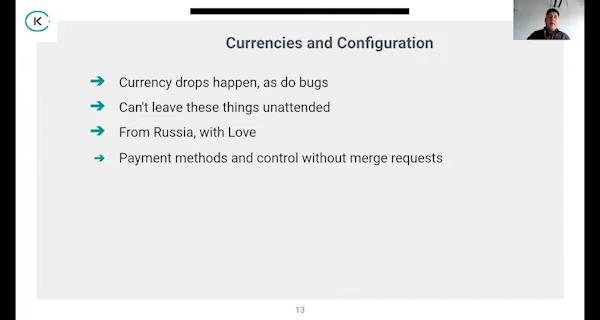 K
Currencies and Configuration
➔ Currency drops happen, as do bugs
➔ Can't leave these things unattended
➔ From Russia, with Love
➔ Payment methods and control without merge requests
13